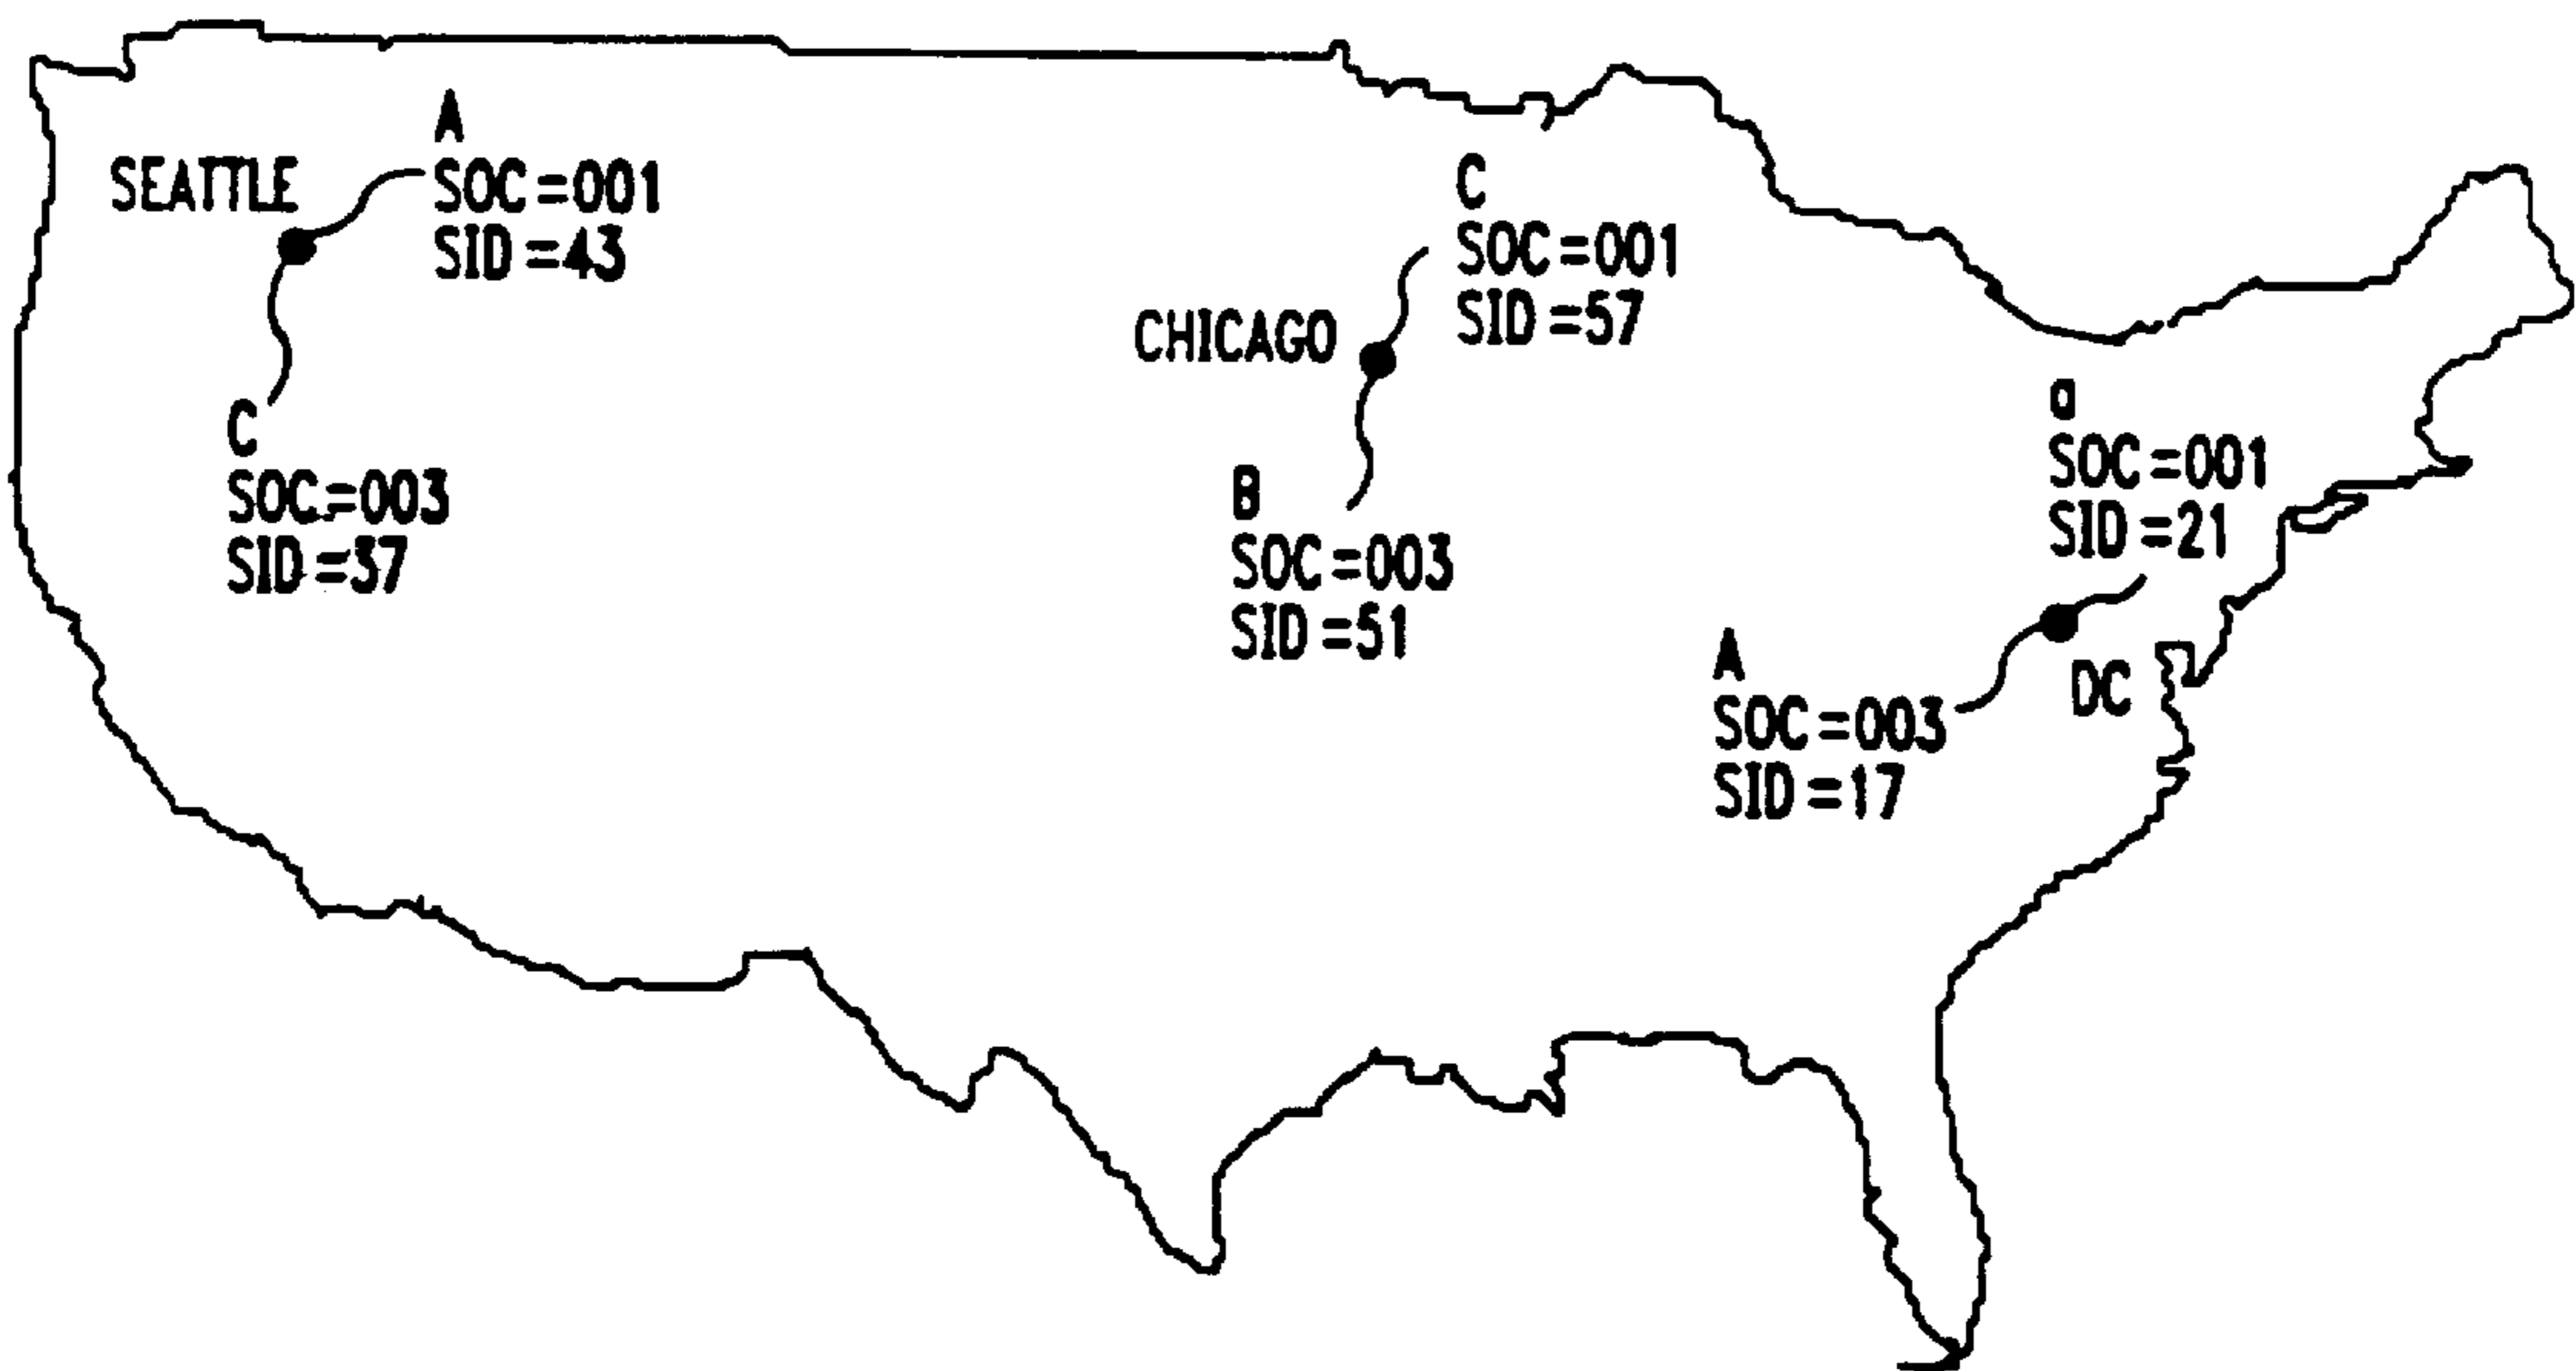 SEATTLE
A
SOC=001
SID=43
C
SOC=003
SID=37
CHICAGO
C
SOC=001
SID=57
B
SOC=003
SID=51
a
SOC=001
SID=21
DC
A
SOC=003
SID=17